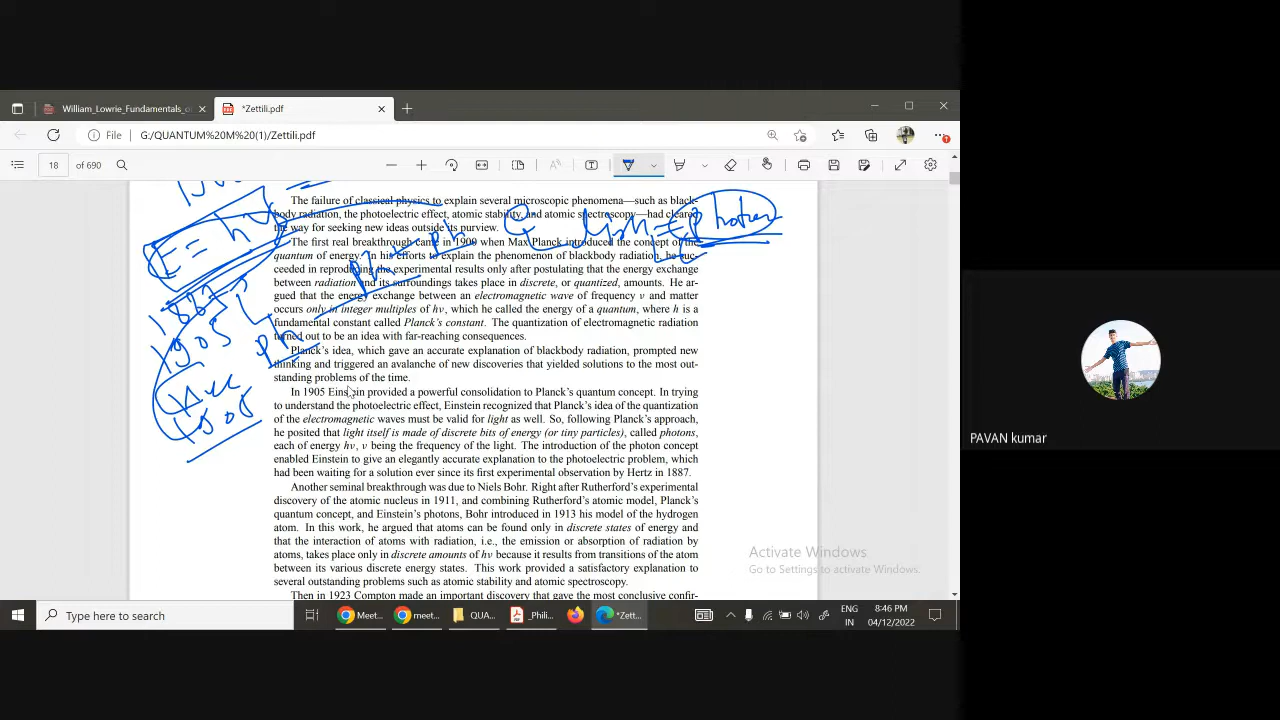 William_Lowrie_Fundamentals_o
*Zettili.pdf
File
G:/QUANTUM%20M%20(1)/Zettili.pdf
18
of 690
E = hν
light
Photon
1887
1905
1905
The failure of classical physics to explain several microscopic phenomena—such as black-
body radiation, the photoelectric effect, atomic stability, and atomic spectroscopy—had cleared
the way for seeking new ideas outside its purview.
The first real breakthrough came in 1900 when Max Planck introduced the concept of the
quantum of energy. In his efforts to explain the phenomenon of blackbody radiation, he suc-
ceeded in reproducing the experimental results only after postulating that the energy exchange
between radiation and its surroundings takes place in discrete, or quantized, amounts. He ar-
gued that the energy exchange between an electromagnetic wave of frequency ν and matter
occurs only in integer multiples of hν, which he called the energy of a quantum, where h is a
fundamental constant called Planck's constant. The quantization of electromagnetic radiation
turned out to be an idea with far-reaching consequences.
Planck's idea, which gave an accurate explanation of blackbody radiation, prompted new
thinking and triggered an avalanche of new discoveries that yielded solutions to the most out-
standing problems of the time.
In 1905 Einstein provided a powerful consolidation to Planck's quantum concept. In trying
to understand the photoelectric effect, Einstein recognized that Planck's idea of the quantization
of the electromagnetic waves must be valid for light as well. So, following Planck's approach,
he posited that light itself is made of discrete bits of energy (or tiny particles), called photons,
each of energy hν, ν being the frequency of the light. The introduction of the photon concept
enabled Einstein to give an elegantly accurate explanation to the photoelectric problem, which
had been waiting for a solution ever since its first experimental observation by Hertz in 1887.
Another seminal breakthrough was due to Niels Bohr. Right after Rutherford's experimental
discovery of the atomic nucleus in 1911, and combining Rutherford's atomic model, Planck's
quantum concept, and Einstein's photons, Bohr introduced in 1913 his model of the hydrogen
atom. In this work, he argued that atoms can be found only in discrete states of energy and
that the interaction of atoms with radiation, i.e., the emission or absorption of radiation by
atoms, takes place only in discrete amounts of hν because it results from transitions of the atom
between its various discrete energy states. This work provided a satisfactory explanation to
several outstanding problems such as atomic stability and atomic spectroscopy.
Then in 1923 Compton made an important discovery that gave the most conclusive confir-
PAVAN kumar
Activate Windows
Go to Settings to activate Windows.
Type here to search
Meet...
meet...
QUA...
_Phili...
*Zett...
ENG
IN
8:46 PM
04/12/2022